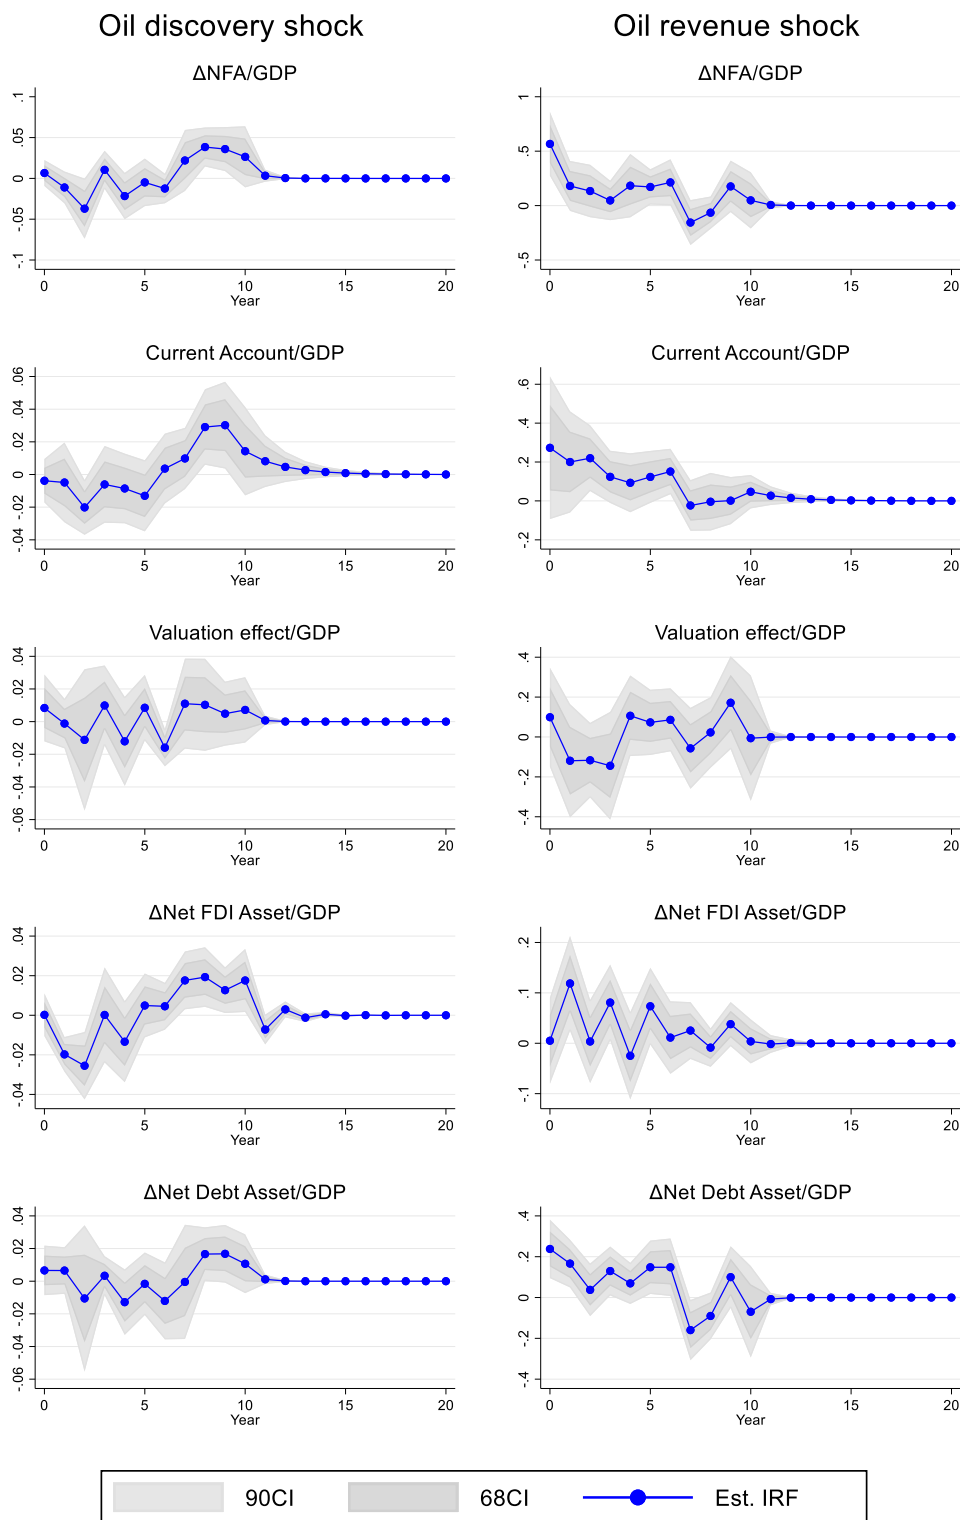 Oil discovery shock
Oil revenue shock
ΔNFA/GDP
.1
.05
0
-.05
-.1
0 5 10 15 20
Year
ΔNFA/GDP
1
.5
0
-.5
0 5 10 15 20
Year
Current Account/GDP
.06
.04
.02
0
-.02
-.04
0 5 10 15 20
Year
Current Account/GDP
.6
.4
.2
0
-.2
0 5 10 15 20
Year
Valuation effect/GDP
.04
.02
0
-.02
-.04
-.06
0 5 10 15 20
Year
Valuation effect/GDP
.4
.2
0
-.2
-.4
0 5 10 15 20
Year
ΔNet FDI Asset/GDP
.04
.02
0
-.02
-.04
0 5 10 15 20
Year
ΔNet FDI Asset/GDP
.2
.1
0
-.1
0 5 10 15 20
Year
ΔNet Debt Asset/GDP
.04
.02
0
-.02
-.04
-.06
0 5 10 15 20
Year
ΔNet Debt Asset/GDP
.4
.2
0
-.2
-.4
0 5 10 15 20
Year
90CI 68CI Est. IRF